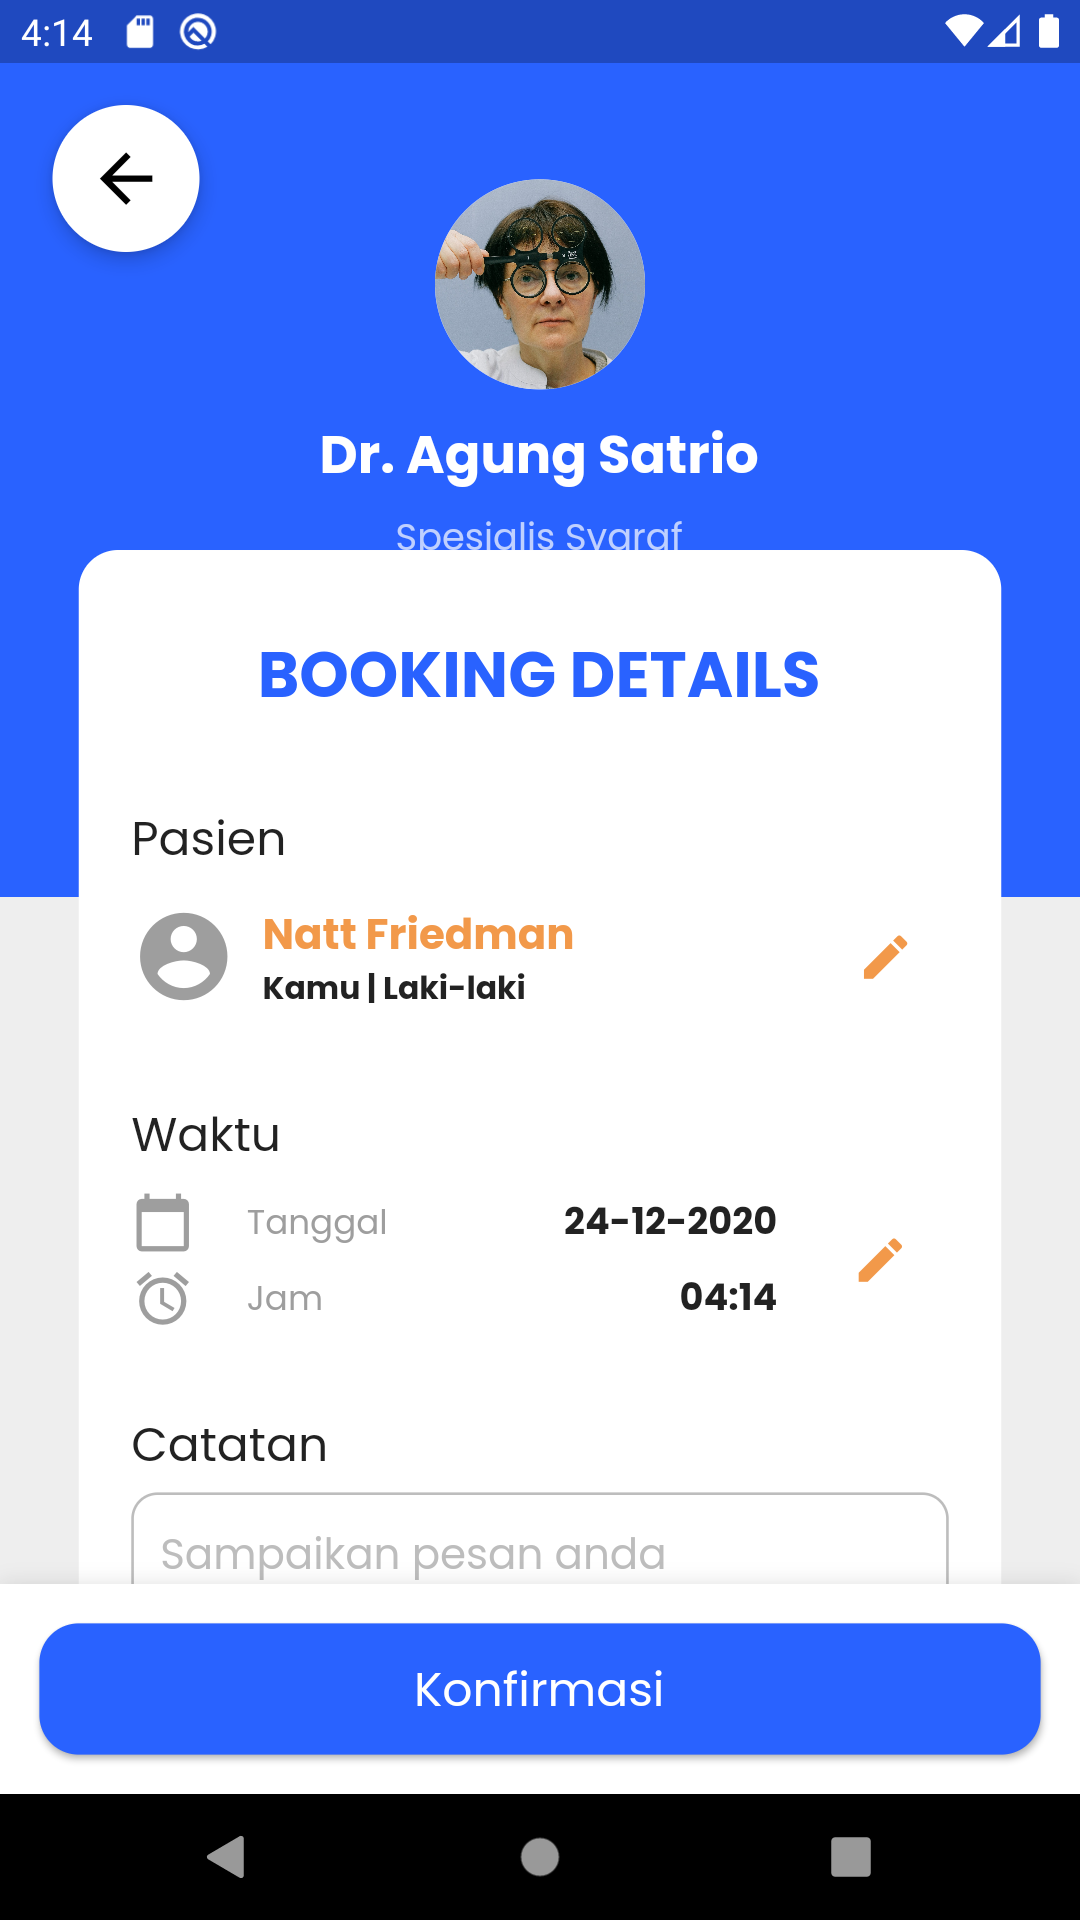 4:14
Dr. Agung Satrio
Spesialis Syaraf
BOOKING DETAILS
Pasien
Natt Friedman
Kamu | Laki-laki
Waktu
Tanggal 24-12-2020
Jam 04:14
Catatan
Sampaikan pesan anda
Konfirmasi